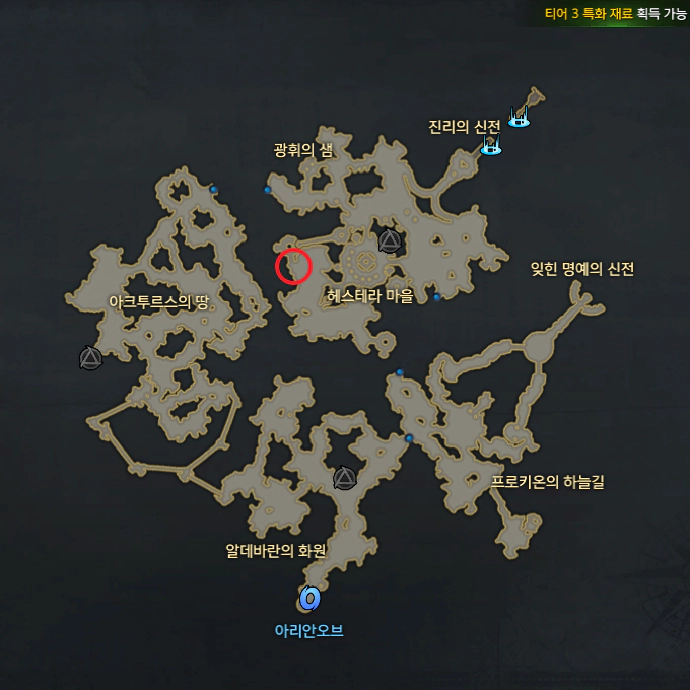 티어 3 특화 재료 획득 가능
진리의 신전
광휘의 샘
잊힌 명예의 신전
헤스테라 마을
아크투르스의 땅
프로키온의 하늘길
알데바란의 화원
아리안오브